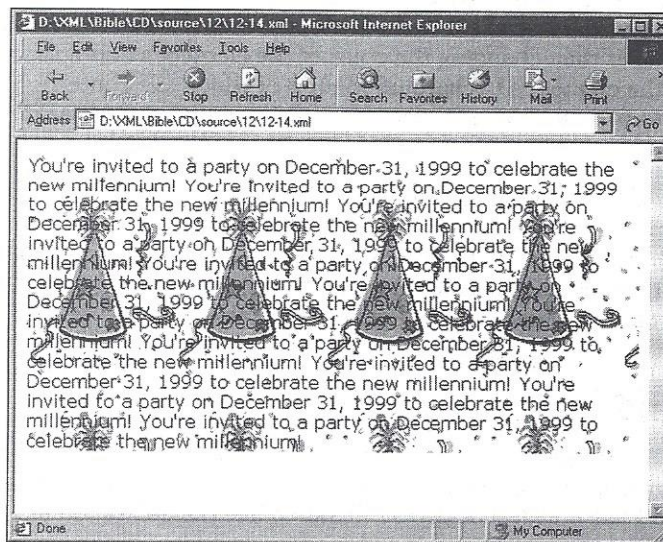 D:\XML\Bible\CD\source\12\12-14.xml - Microsoft Internet Explorer
File Edit View Favorites Tools Help
Back Forward Stop Refresh Home Search Favorites History Mail Print
Address D:\XML\Bible\CD\source\12\12-14.xml Go
You're invited to a party on December 31, 1999 to celebrate the
new millennium! You're invited to a party on December 31, 1999
to celebrate the new millennium! You're invited to a party on
December 31, 1999 to celebrate the new millennium! You're
invited to a party on December 31, 1999 to celebrate the new
millennium! You're invited to a party on December 31, 1999 to
celebrate the new millennium! You're invited to a party on
December 31, 1999 to celebrate the new millennium! You're
invited to a party on December 31, 1999 to celebrate the new
millennium! You're invited to a party on December 31, 1999 to
celebrate the new millennium! You're invited to a party on
December 31, 1999 to celebrate the new millennium! You're
invited to a party on December 31, 1999 to celebrate the new
millennium! You're invited to a party on December 31, 1999 to
celebrate the new millennium!
Done My Computer